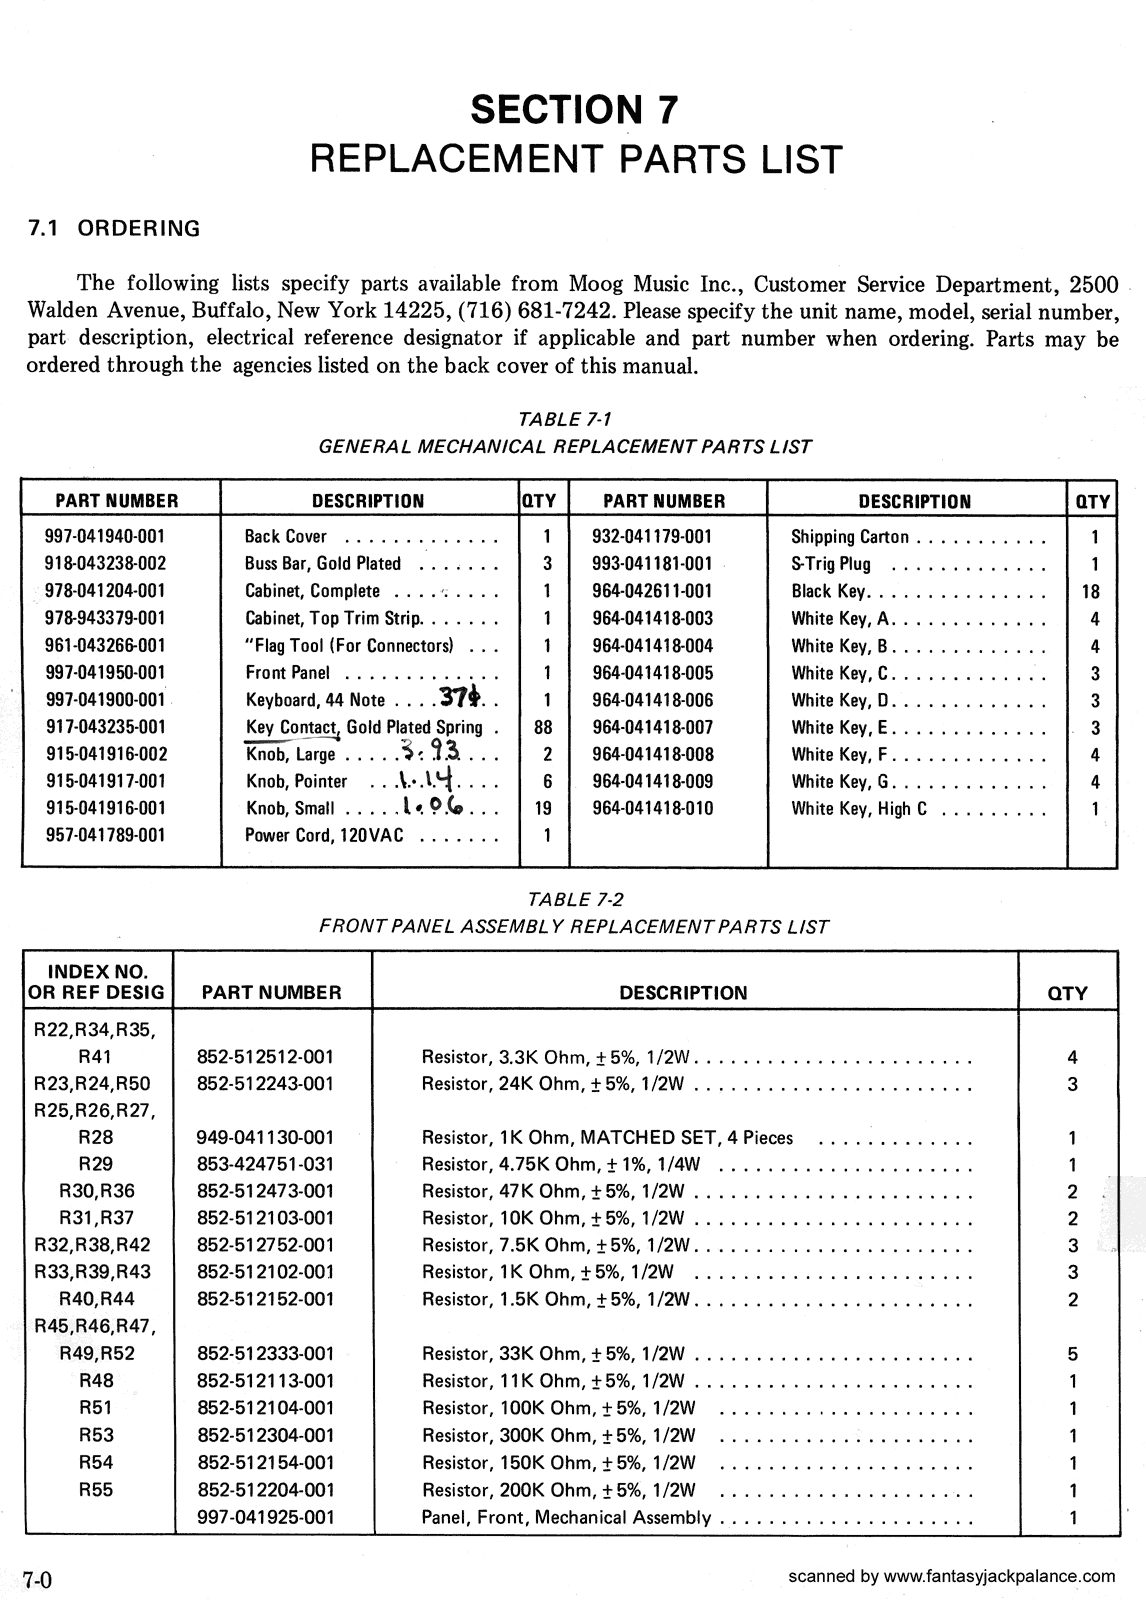 SECTION 7
REPLACEMENT PARTS LIST
7.1 ORDERING
The following lists specify parts available from Moog Music Inc., Customer Service Department, 2500
Walden Avenue, Buffalo, New York 14225, (716) 681-7242. Please specify the unit name, model, serial number,
part description, electrical reference designator if applicable and part number when ordering. Parts may be
ordered through the agencies listed on the back cover of this manual.
TABLE 7-1
GENERAL MECHANICAL REPLACEMENT PARTS LIST
PART NUMBER DESCRIPTION QTY PART NUMBER DESCRIPTION QTY
997-041940-001 Back Cover . . . . . . . . . . . . . 1 932-041179-001 Shipping Carton . . . . . . . . . . . 1
918-043238-002 Buss Bar, Gold Plated . . . . . . . 3 993-041181-001 S-Trig Plug . . . . . . . . . . . . . 1
978-041204-001 Cabinet, Complete . . . . . . . . . 1 964-042611-001 Black Key. . . . . . . . . . . . . . . 18
978-943379-001 Cabinet, Top Trim Strip. . . . . . . 1 964-041418-003 White Key, A. . . . . . . . . . . . . 4
961-043266-001 "Flag Tool (For Connectors) . . . 1 964-041418-004 White Key, B . . . . . . . . . . . . . 4
997-041950-001 Front Panel . . . . . . . . . . . . . 1 964-041418-005 White Key, C . . . . . . . . . . . . . 3
997-041900-001 Keyboard, 44 Note . . . . 37¢ . . 1 964-041418-006 White Key, D . . . . . . . . . . . . . 3
917-043235-001 Key Contact, Gold Plated Spring . 88 964-041418-007 White Key, E . . . . . . . . . . . . . 3
915-041916-002 Knob, Large . . . . . 3.93 . . . . 2 964-041418-008 White Key, F . . . . . . . . . . . . . 4
915-041917-001 Knob, Pointer . . . 1.14 . . . . 6 964-041418-009 White Key, G . . . . . . . . . . . . . 4
915-041916-001 Knob, Small . . . . . 1.06 . . . 19 964-041418-010 White Key, High C . . . . . . . . . 1
957-041789-001 Power Cord, 120VAC . . . . . . . 1
TABLE 7-2
FRONT PANEL ASSEMBLY REPLACEMENT PARTS LIST
INDEX NO.
OR REF DESIG PART NUMBER DESCRIPTION QTY
R22,R34,R35,
R41 852-512512-001 Resistor, 3.3K Ohm, ±5%, 1/2W . . . . . . . . . . . . . . . . . . . . . . . 4
R23,R24,R50 852-512243-001 Resistor, 24K Ohm, ±5%, 1/2W . . . . . . . . . . . . . . . . . . . . . . . 3
R25,R26,R27,
R28 949-041130-001 Resistor, 1K Ohm, MATCHED SET, 4 Pieces . . . . . . . . . . . . . 1
R29 853-424751-031 Resistor, 4.75K Ohm, ±1%, 1/4W . . . . . . . . . . . . . . . . . . . . . 1
R30,R36 852-512473-001 Resistor, 47K Ohm, ±5%, 1/2W . . . . . . . . . . . . . . . . . . . . . . . 2
R31,R37 852-512103-001 Resistor, 10K Ohm, ±5%, 1/2W . . . . . . . . . . . . . . . . . . . . . . . 2
R32,R38,R42 852-512752-001 Resistor, 7.5K Ohm, ±5%, 1/2W . . . . . . . . . . . . . . . . . . . . . . . 3
R33,R39,R43 852-512102-001 Resistor, 1K Ohm, ±5%, 1/2W . . . . . . . . . . . . . . . . . . . . . . . 3
R40,R44 852-512152-001 Resistor, 1.5K Ohm, ±5%, 1/2W . . . . . . . . . . . . . . . . . . . . . . . 2
R45,R46,R47,
R49,R52 852-512333-001 Resistor, 33K Ohm, ±5%, 1/2W . . . . . . . . . . . . . . . . . . . . . . . 5
R48 852-512113-001 Resistor, 11K Ohm, ±5%, 1/2W . . . . . . . . . . . . . . . . . . . . . . . 1
R51 852-512104-001 Resistor, 100K Ohm, ±5%, 1/2W . . . . . . . . . . . . . . . . . . . . . 1
R53 852-512304-001 Resistor, 300K Ohm, ±5%, 1/2W . . . . . . . . . . . . . . . . . . . . . 1
R54 852-512154-001 Resistor, 150K Ohm, ±5%, 1/2W . . . . . . . . . . . . . . . . . . . . . 1
R55 852-512204-001 Resistor, 200K Ohm, ±5%, 1/2W . . . . . . . . . . . . . . . . . . . . . 1
997-041925-001 Panel, Front, Mechanical Assembly . . . . . . . . . . . . . . . . . . . . . 1
7-0
scanned by www.fantasyjackpalance.com